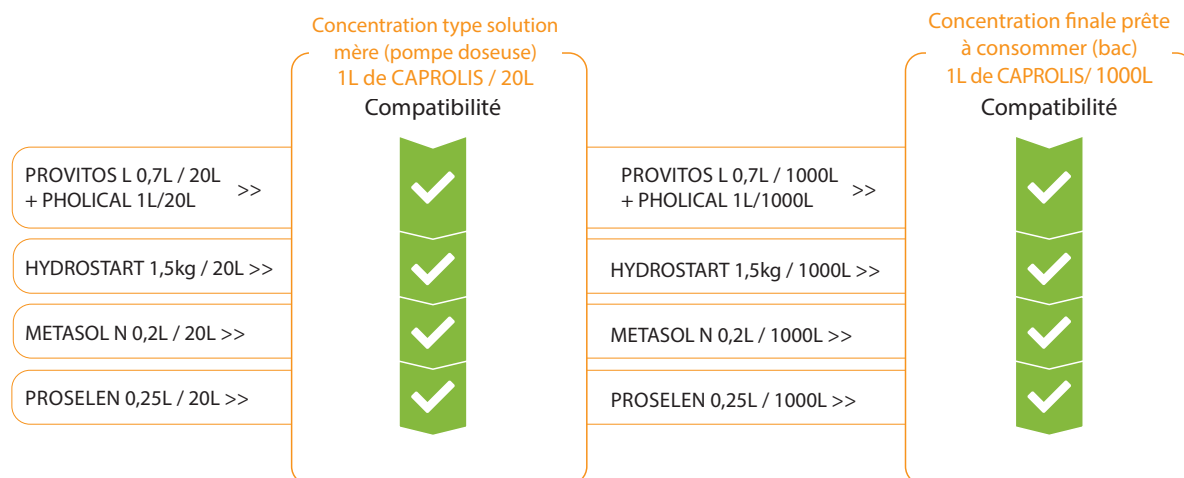 Concentration type solution
mère (pompe doseuse)
1L de CAPROLIS / 20L
Compatibilité
PROVITOS L 0,7L / 20L
+ PHOLICAL 1L/20L >>
HYDROSTART 1,5kg / 20L >>
METASOL N 0,2L / 20L >>
PROSELEN 0,25L / 20L >>
Concentration finale prête
à consommer (bac)
1L de CAPROLIS/ 1000L
Compatibilité
PROVITOS L 0,7L / 1000L
+ PHOLICAL 1L/1000L >>
HYDROSTART 1,5kg / 1000L >>
METASOL N 0,2L / 1000L >>
PROSELEN 0,25L / 1000L >>